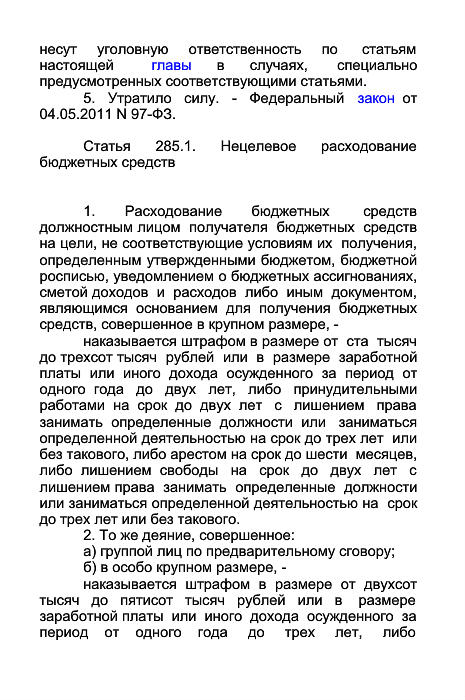 несут уголовную ответственность по статьям
настоящей главы в случаях, специально
предусмотренных соответствующими статьями.
5. Утратило силу. - Федеральный закон от
04.05.2011 N 97-ФЗ.
Статья 285.1. Нецелевое расходование
бюджетных средств
1. Расходование бюджетных средств
должностным лицом получателя бюджетных средств
на цели, не соответствующие условиям их получения,
определенным утвержденными бюджетом, бюджетной
росписью, уведомлением о бюджетных ассигнованиях,
сметой доходов и расходов либо иным документом,
являющимся основанием для получения бюджетных
средств, совершенное в крупном размере, -
наказывается штрафом в размере от ста тысяч
до трехсот тысяч рублей или в размере заработной
платы или иного дохода осужденного за период от
одного года до двух лет, либо принудительными
работами на срок до двух лет с лишением права
занимать определенные должности или заниматься
определенной деятельностью на срок до трех лет или
без такового, либо арестом на срок до шести месяцев,
либо лишением свободы на срок до двух лет с
лишением права занимать определенные должности
или заниматься определенной деятельностью на срок
до трех лет или без такового.
2. То же деяние, совершенное:
а) группой лиц по предварительному сговору;
б) в особо крупном размере, -
наказывается штрафом в размере от двухсот
тысяч до пятисот тысяч рублей или в размере
заработной платы или иного дохода осужденного за
период от одного года до трех лет, либо